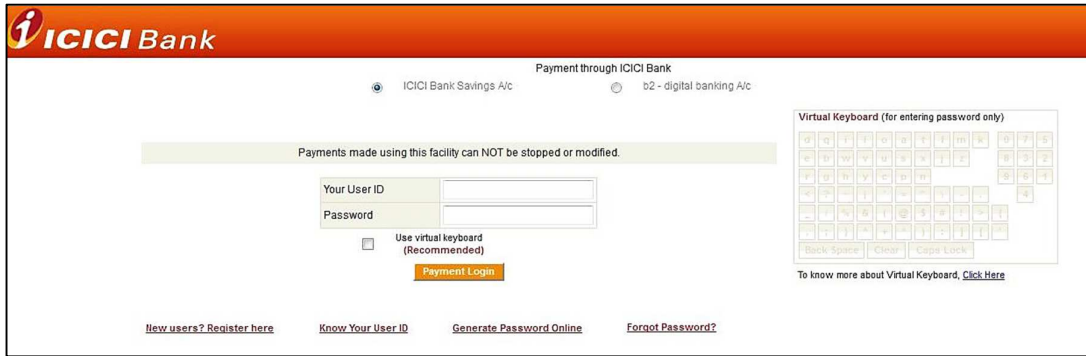 ICICI Bank
Payment through ICICI Bank
ICICI Bank Savings A/c b2 - digital banking A/c
Virtual Keyboard (for entering password only)
Payments made using this facility can NOT be stopped or modified.
Your User ID
Password
Use virtual keyboard
(Recommended)
Payment Login
Back Space Clear Caps Lock
To know more about Virtual Keyboard, Click Here
New users? Register here Know Your User ID Generate Password Online Forgot Password?